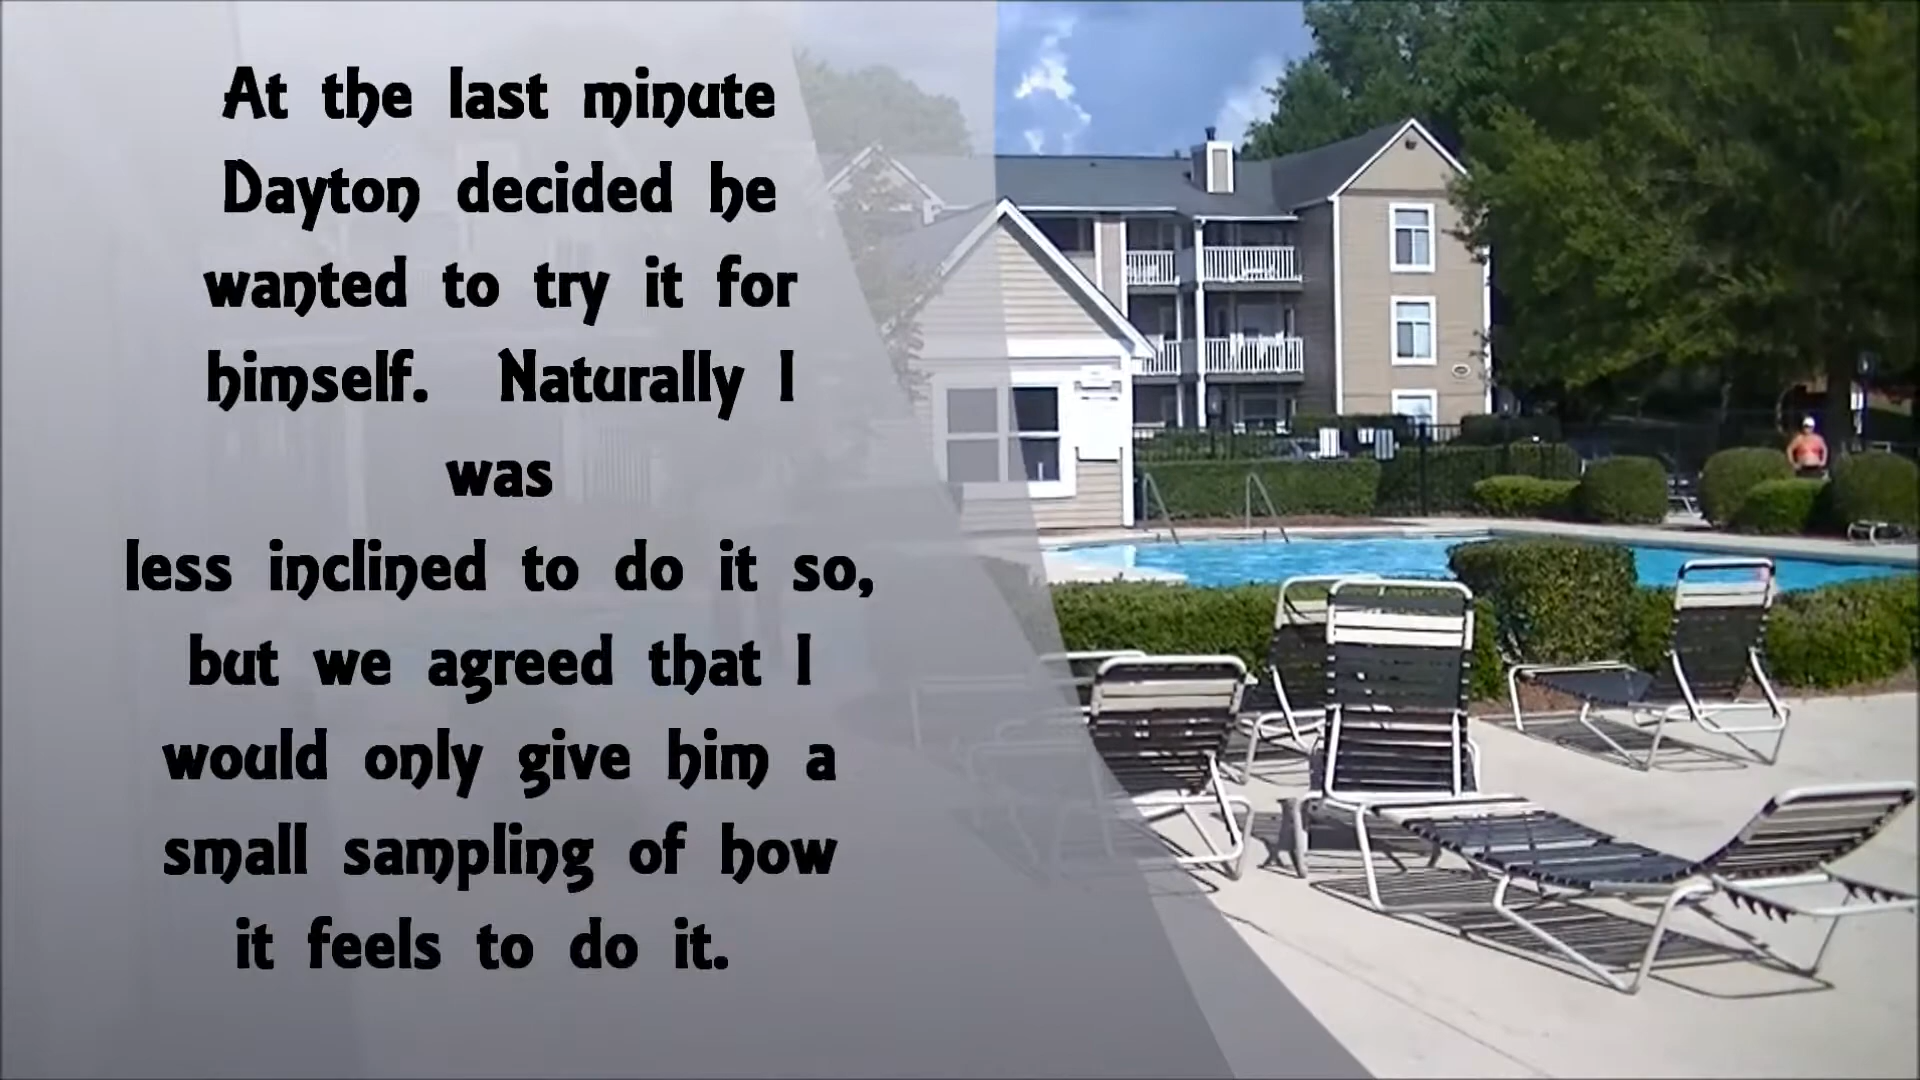 At the last minute
Dayton decided he
wanted to try it for
himself. Naturally I
was
less inclined to do it so,
but we agreed that I
would only give him a
small sampling of how
it feels to do it.